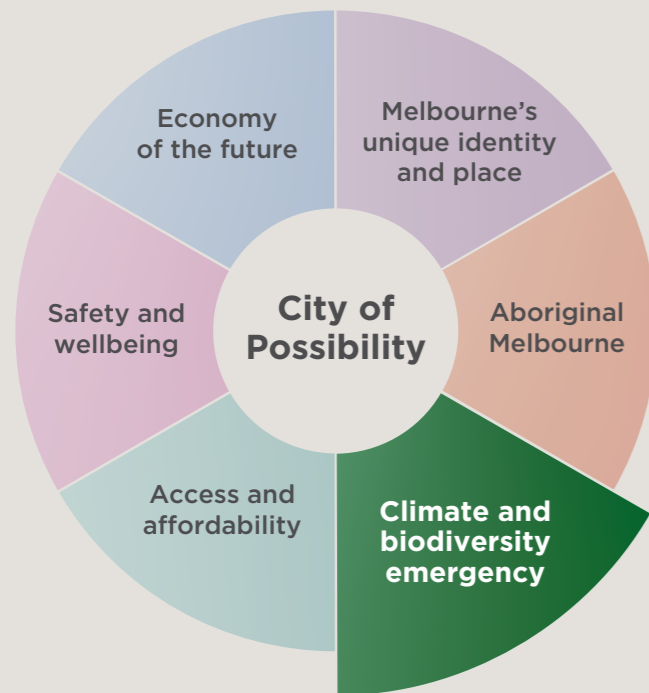 Economy
of the future
Melbourne's
unique identity
and place
Safety and
wellbeing
City of
Possibility
Aboriginal
Melbourne
Access and
affordability
Climate and
biodiversity
emergency